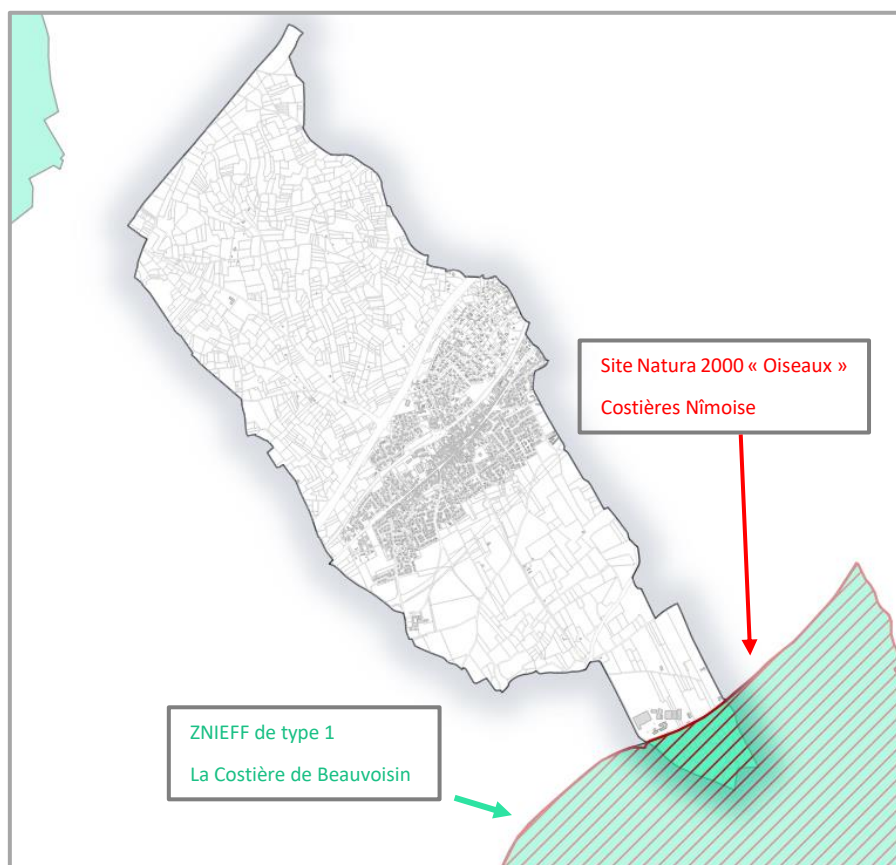 Site Natura 2000 « Oiseaux »
Costières Nîmoise
ZNIEFF de type 1
La Costière de Beauvoisin